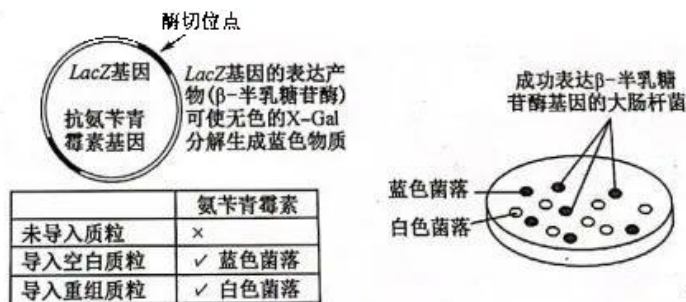 酶切位点
LacZ基因
抗氨苄青
霉素基因
LacZ基因的表达产
物(β-半乳糖苷酶)
可使无色的X-Gal
分解生成蓝色物质
氨苄青霉素
未导入质粒 ×
导入空白质粒 ✓ 蓝色菌落
导入重组质粒 ✓ 白色菌落
成功表达β-半乳糖
苷酶基因的大肠杆菌
蓝色菌落
白色菌落